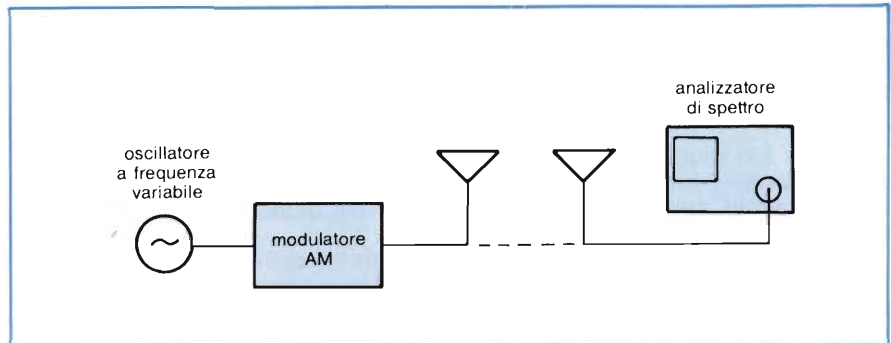 oscillatore
a frequenza
variabile
modulatore
AM
analizzatore
di spettro